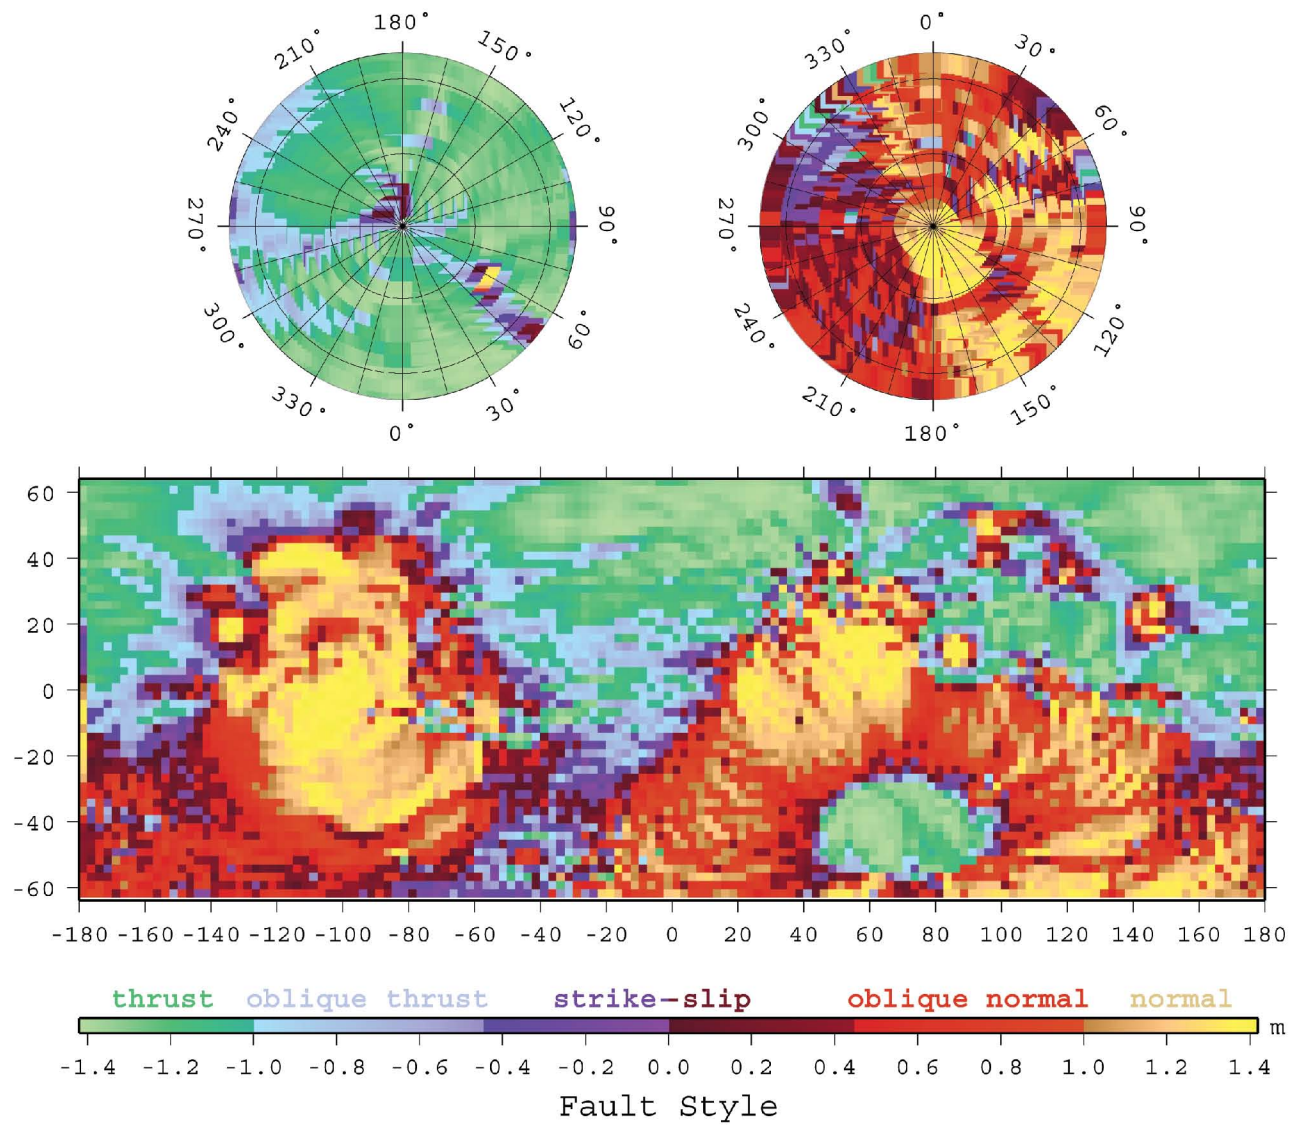 180° 0°
210° 150° 330° 30°
240° 120° 300° 60°
270° 90° 270° 90°
300° 60° 240° 120°
330° 30° 210° 150°
0° 180°
60
40
20
0
-20
-40
-60
-180 -160 -140 -120 -100 -80 -60 -40 -20 0 20 40 60 80 100 120 140 160 180
thrust oblique thrust strike-slip oblique normal normal
m
-1.4 -1.2 -1.0 -0.8 -0.6 -0.4 -0.2 0.0 0.2 0.4 0.6 0.8 1.0 1.2 1.4
Fault Style